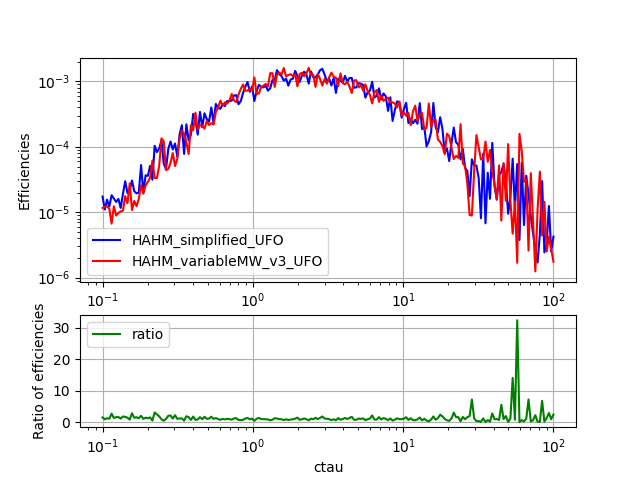 Efficiencies
10⁻³
10⁻⁴
10⁻⁵
10⁻⁶
HAHM_simplified_UFO
HAHM_variableMW_v3_UFO
10⁻¹
10⁰
10¹
10²
Ratio of efficiencies
30
20
10
0
ratio
10⁻¹
10⁰
10¹
10²
ctau